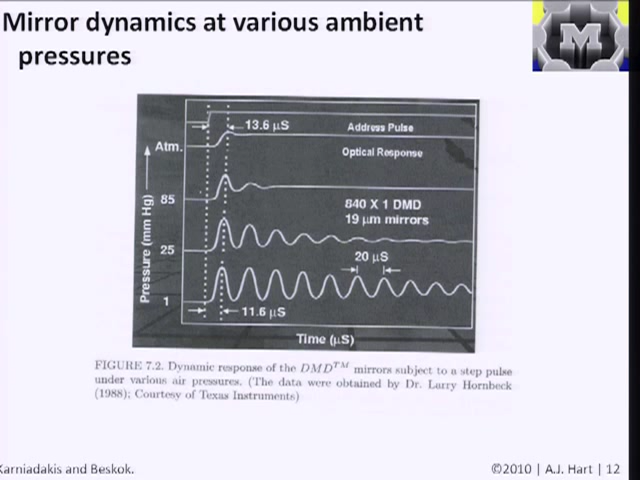 Mirror dynamics at various ambient
pressures
M
13.6 µS
Address Pulse
Atm.
Optical Response
85
840 X 1 DMD
19 µm mirrors
25
20 µS
1
11.6 µS
Pressure (mm Hg)
Time (µS)
FIGURE 7.2. Dynamic response of the DMD™ mirrors subject to a step pulse
under various air pressures. (The data were obtained by Dr. Larry Hornbeck
(1988); Courtesy of Texas Instruments)
Karniadakis and Beskok.
©2010 | A.J. Hart | 12